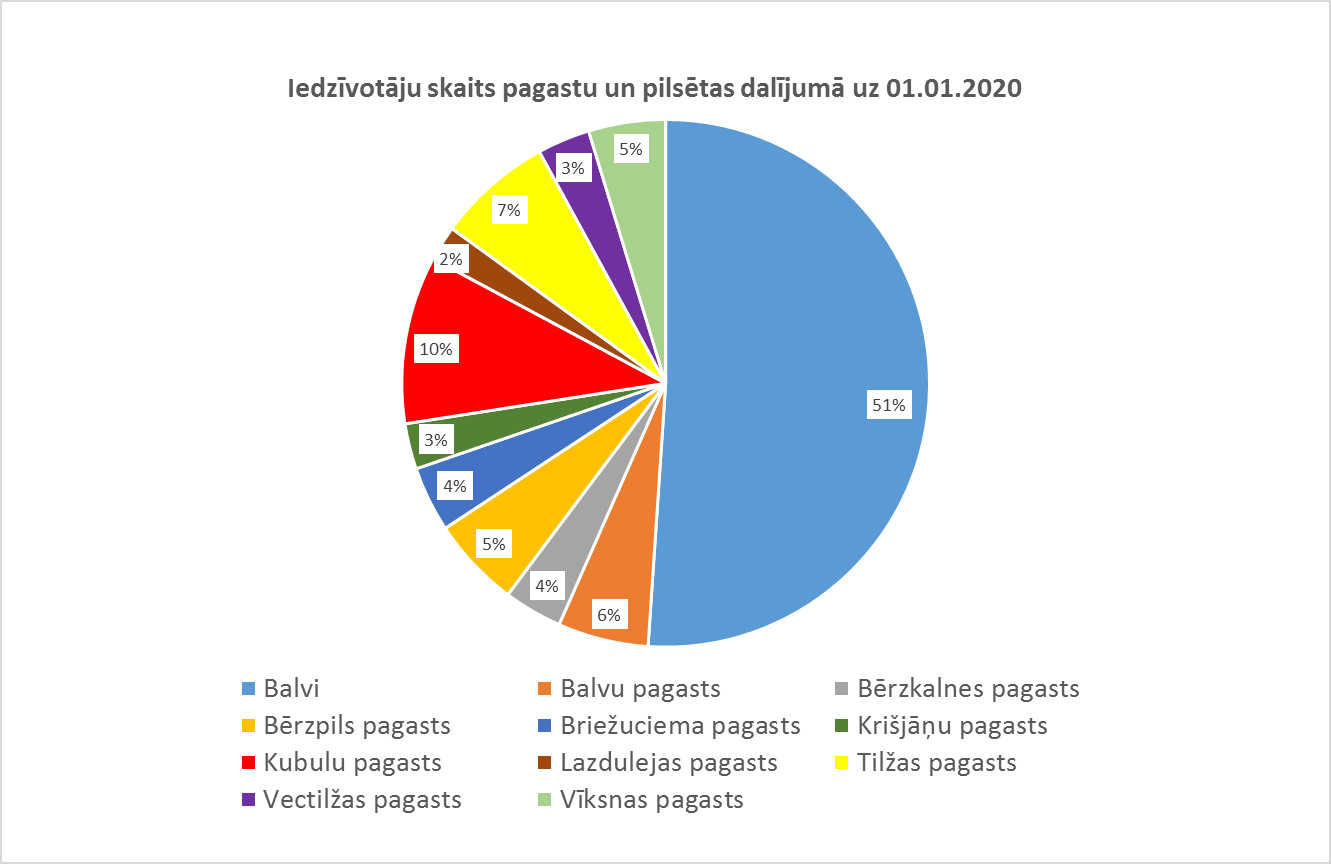 Iedzīvotāju skaits pagastu un pilsētas dalījumā uz 01.01.2020
5%
3%
7%
2%
10%
51%
3%
4%
5%
4%
6%
Balvi
Balvu pagasts
Bērzkalnes pagasts
Bērzpils pagasts
Briežuciema pagasts
Krišjāņu pagasts
Kubulu pagasts
Lazdulejas pagasts
Tilžas pagasts
Vectilžas pagasts
Vīksnas pagasts